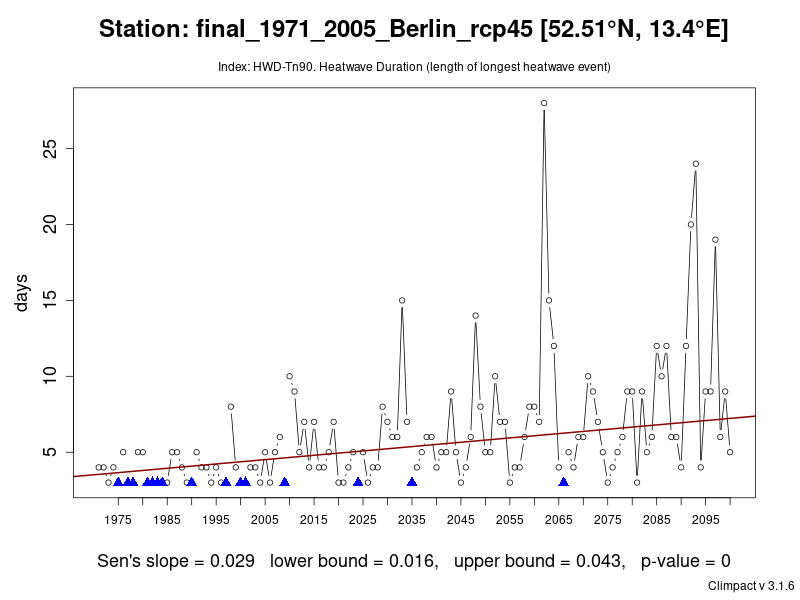 Station: final_1971_2005_Berlin_rcp45 [52.51°N, 13.4°E]
Index: HWD-Tn90. Heatwave Duration (length of longest heatwave event)
25
20
15
10
5
days
1975 1985 1995 2005 2015 2025 2035 2045 2055 2065 2075 2085 2095
Sen's slope = 0.029 lower bound = 0.016, upper bound = 0.043, p-value = 0
Climpact v 3.1.6